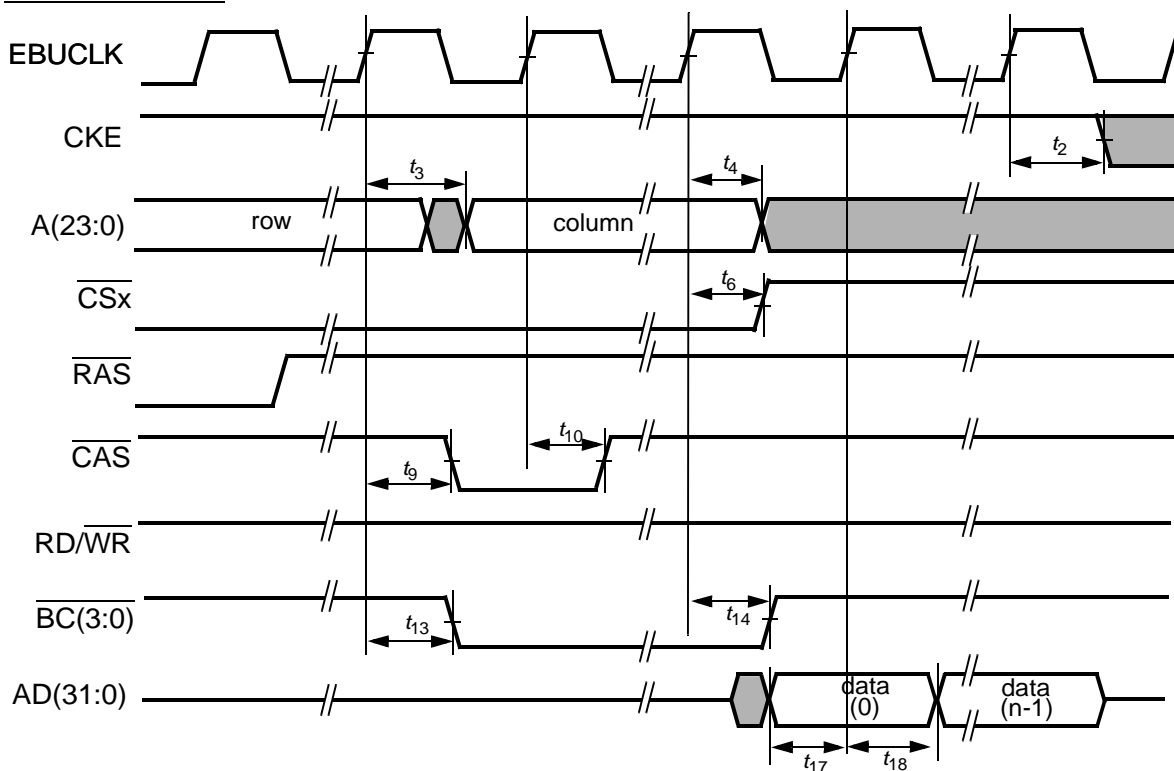 EBUCLK
CKE
t2
t3
t4
A(23:0)
row
column
CSx
t6
RAS
CAS
t10
t9
RD/WR
BC(3:0)
t13
t14
AD(31:0)
data
(0)
data
(n-1)
t17
t18